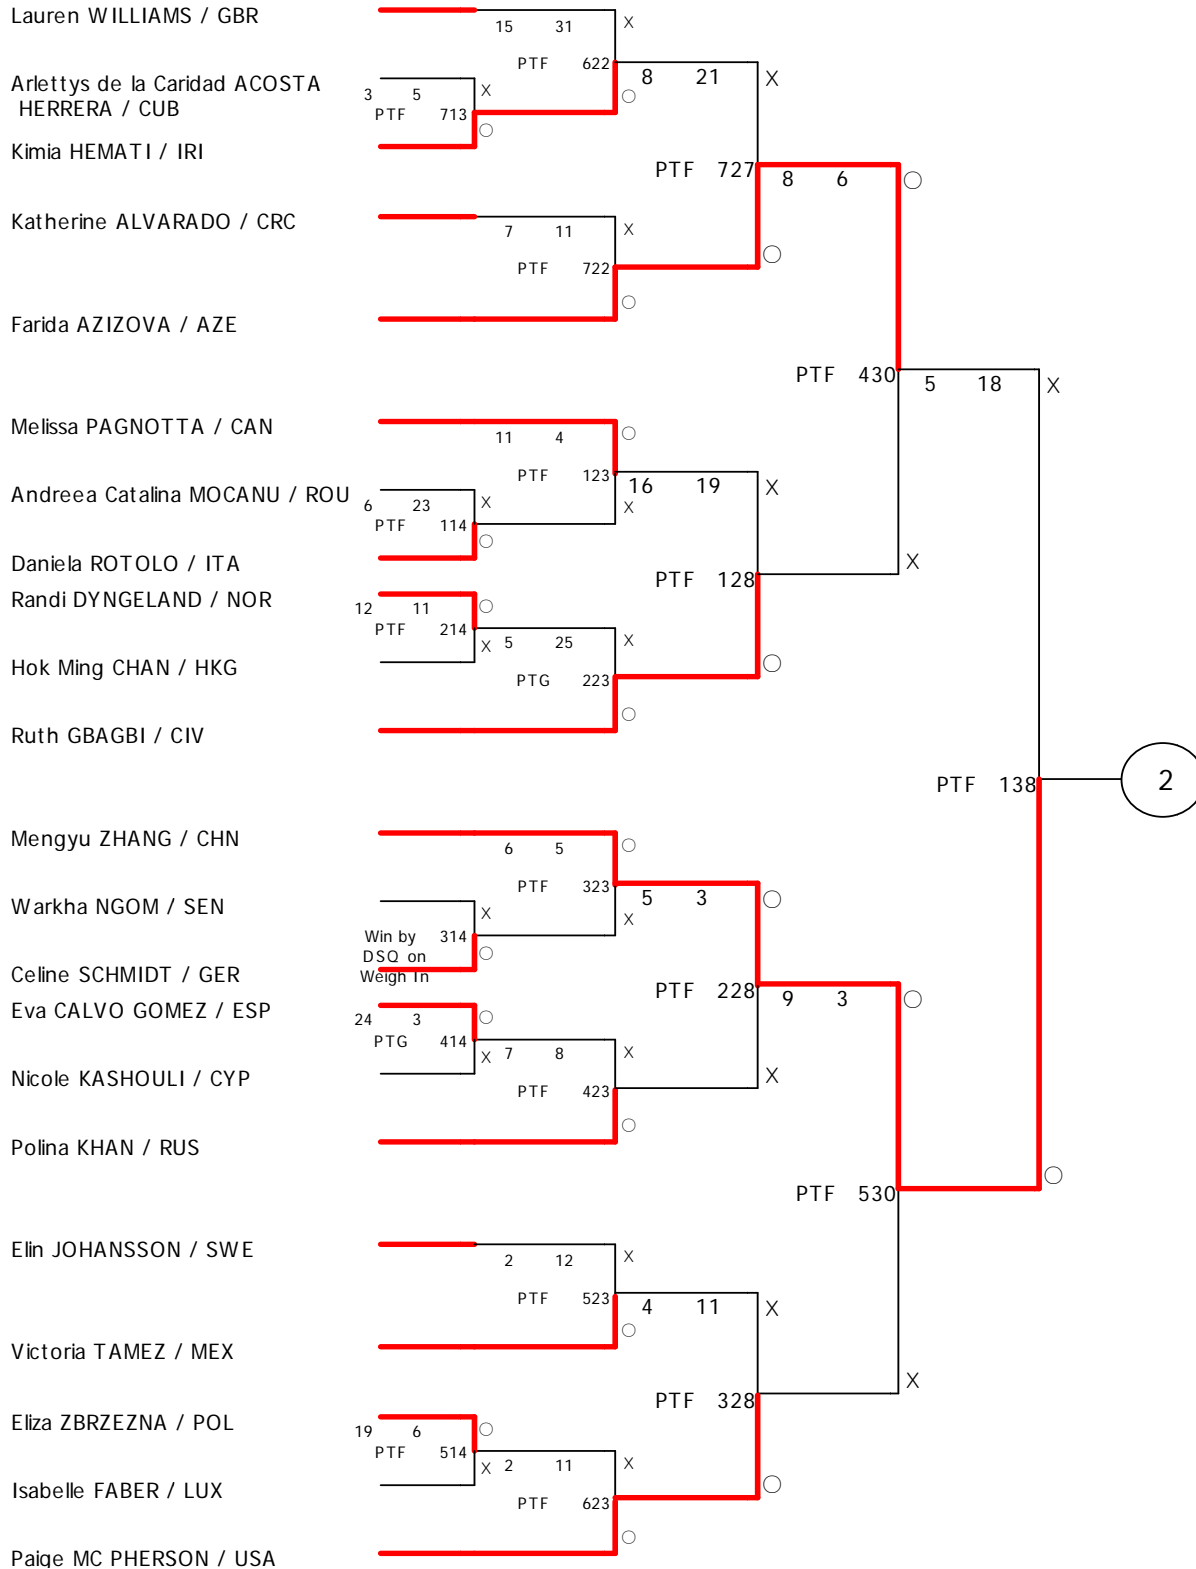 Lauren WILLIAMS / GBR
15 31 X
PTF 622
8 21 X
Arlettys de la Caridad ACOSTA
HERRERA / CUB
3 5 X
PTF 713
Kimia HEMATI / IRI
PTF 727
8 6
Katherine ALVARADO / CRC
7 11 X
PTF 722
Farida AZIZOVA / AZE
PTF 430
5 18 X
Melissa PAGNOTTA / CAN
11 4
PTF 123
16 19 X
Andreea Catalina MOCANU / ROU
6 23 X
X
PTF 114
Daniela ROTOLO / ITA
X
PTF 128
Randi DYNGELAND / NOR
12 11
PTF 214
X 5 25 X
Hok Ming CHAN / HKG
PTG 223
Ruth GBAGBI / CIV
PTF 138
2
Mengyu ZHANG / CHN
6 5
PTF 323
5 3
Warkha NGOM / SEN
X
X
Win by 314
DSQ on
Weigh In
Celine SCHMIDT / GER
PTF 228
9 3
Eva CALVO GOMEZ / ESP
24 3
PTG 414
X 7 8 X
Nicole KASHOULI / CYP
X
PTF 423
Polina KHAN / RUS
PTF 530
Elin JOHANSSON / SWE
2 12 X
PTF 523
4 11 X
Victoria TAMEZ / MEX
X
PTF 328
Eliza ZBRZEZNA / POL
19 6
PTF 514
X 2 11 X
Isabelle FABER / LUX
PTF 623
Paige MC PHERSON / USA